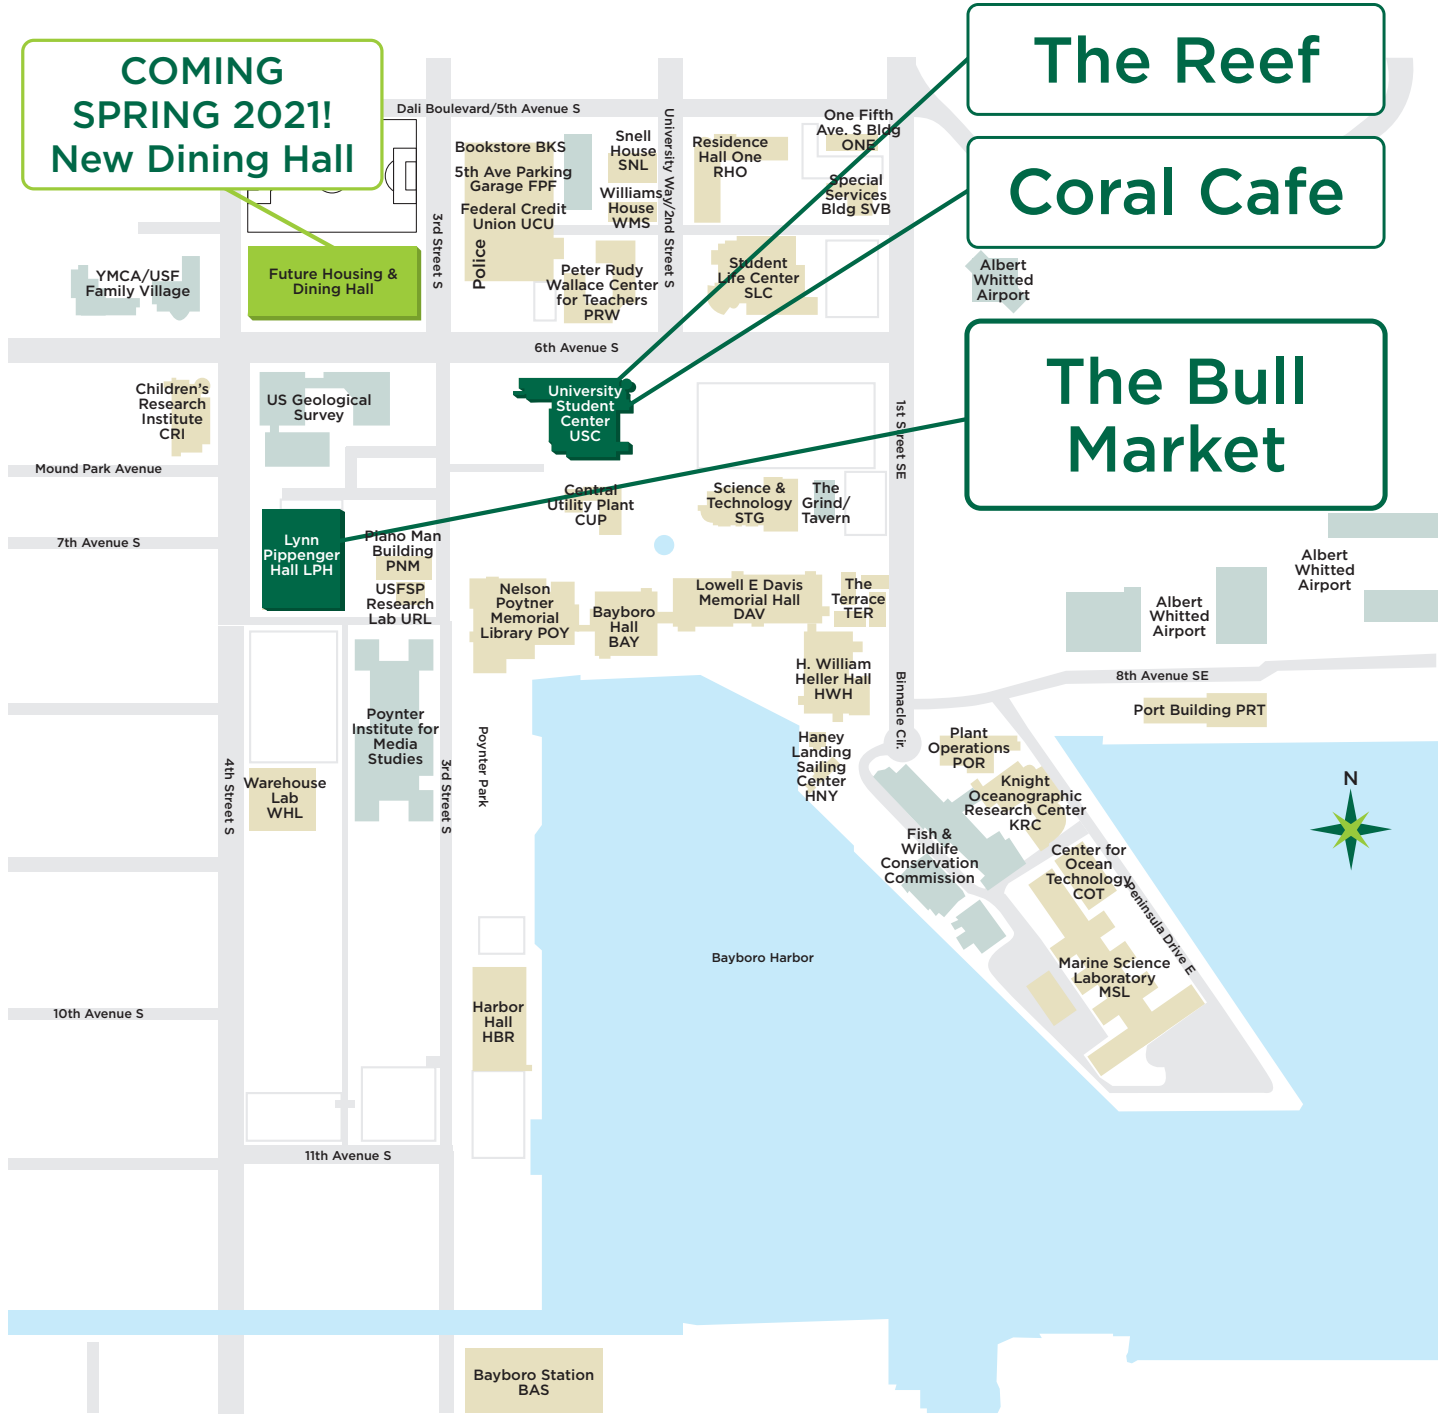 COMING
SPRING 2021!
New Dining Hall
The Reef
Coral Cafe
The Bull
Market
Dali Boulevard/5th Avenue S
3rd Street S
Bookstore BKS
5th Ave Parking
Garage FPF
Federal Credit
Union UCU
Police
Snell
House
SNL
Williams
House
WMS
University Way/2nd Street S
Residence
Hall One
RHO
One Fifth
Ave. S Bldg
ONE
Special
Services
Bldg SVB
YMCA/USF
Family Village
Future Housing &
Dining Hall
Peter Rudy
Wallace Center
for Teachers
PRW
Student
Life Center
SLC
Albert
Whitted
Airport
6th Avenue S
Children's
Research
Institute
CRI
US Geological
Survey
University
Student
Center
USC
1st Street SE
Mound Park Avenue
Central
Utility Plant
CUP
Science &
Technology
STG
The
Grind/
Tavern
7th Avenue S
Lynn
Pippenger
Hall LPH
Piano Man
Building
PNM
USFSP
Research
Lab URL
Nelson
Poytner
Memorial
Library POY
Bayboro
Hall
BAY
Lowell E Davis
Memorial Hall
DAV
The
Terrace
TER
Albert
Whitted
Airport
Albert
Whitted
Airport
H. William
Heller Hall
HWH
Binnacle Cir.
8th Avenue SE
Port Building PRT
Poynter
Institute for
Media
Studies
Poynter Park
Haney
Landing
Sailing
Center
HNY
Plant
Operations
POR
Knight
Oceanographic
Research Center
KRC
N
4th Street S
Warehouse
Lab
WHL
3rd Street S
Fish &
Wildlife
Conservation
Commission
Center for
Ocean
Technology
COT
Peninsula Drive E
Bayboro Harbor
Marine Science
Laboratory
MSL
10th Avenue S
Harbor
Hall
HBR
11th Avenue S
Bayboro Station
BAS